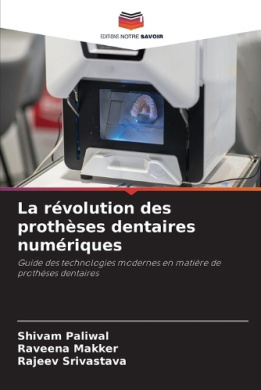 EDITIONS NOTRE SAVOIR
La révolution des
prothèses dentaires
numériques
Guide des technologies modernes en matière de
prothèses dentaires
Shivam Paliwal
Raveena Makker
Rajeev Srivastava